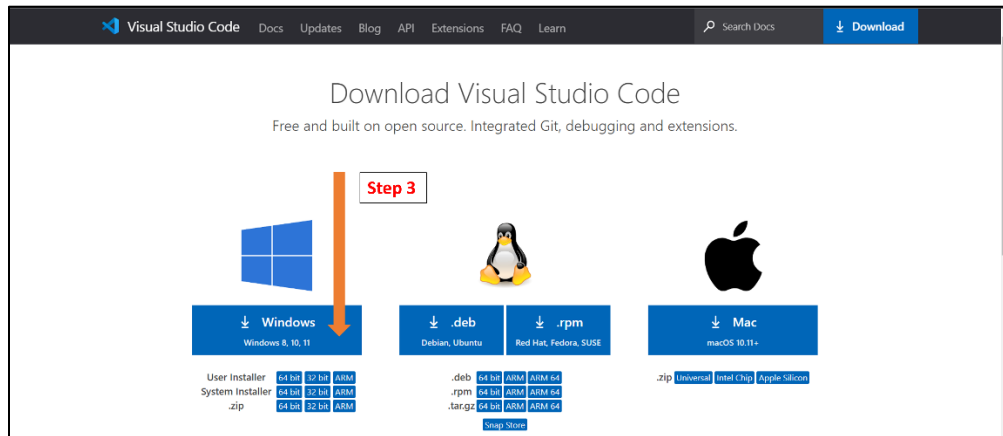 Visual Studio Code Docs Updates Blog API Extensions FAQ Learn Search Docs Download
Download Visual Studio Code
Free and built on open source. Integrated Git, debugging and extensions.
Step 3
Windows
Windows 8, 10, 11
User Installer 64 bit 32 bit ARM
System Installer 64 bit 32 bit ARM
.zip 64 bit 32 bit ARM
.deb
Debian, Ubuntu
.rpm
Red Hat, Fedora, SUSE
.deb 64 bit ARM ARM 64
.rpm 64 bit ARM ARM 64
.tar.gz 64 bit ARM ARM 64
Snap Store
Mac
macOS 10.11+
.zip Universal Intel Chip Apple Silicon